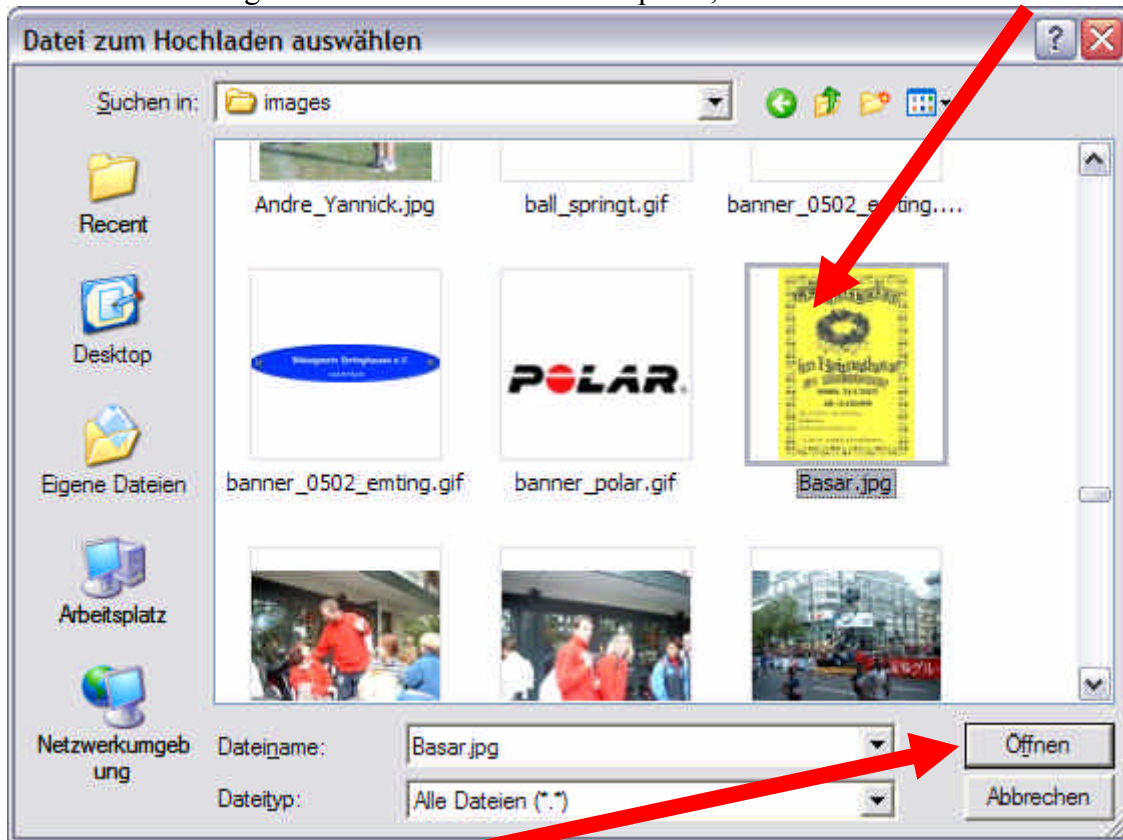 Datei zum Hochladen auswählen
Suchen in: images
Recent
Desktop
Eigene Dateien
Arbeitsplatz
Netzwerkumgeb
ung
Andre_Yannick.jpg ball_springt.gif banner_0502_emting....
POLAR
banner_0502_emting.gif banner_polar.gif Basar.jpg
Dateiname: Basar.jpg Öffnen
Dateityp: Alle Dateien (*.*) Abbrechen